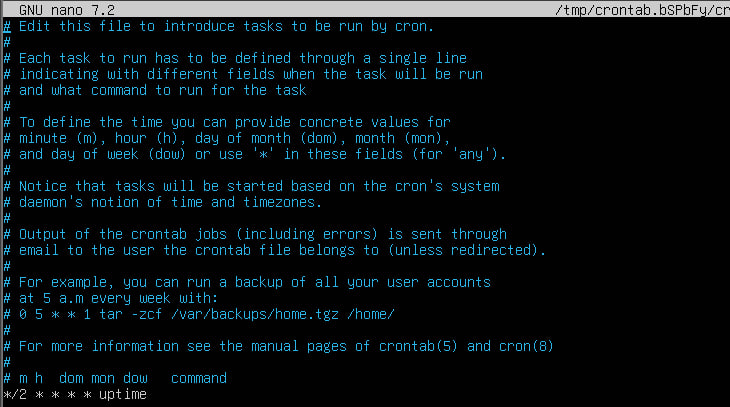 GNU nano 7.2 /tmp/crontab.bSPbFy/cr
# Edit this file to introduce tasks to be run by cron.
#
# Each task to run has to be defined through a single line
# indicating with different fields when the task will be run
# and what command to run for the task
#
# To define the time you can provide concrete values for
# minute (m), hour (h), day of month (dom), month (mon),
# and day of week (dow) or use '*' in these fields (for 'any').
#
# Notice that tasks will be started based on the cron's system
# daemon's notion of time and timezones.
#
# Output of the crontab jobs (including errors) is sent through
# email to the user the crontab file belongs to (unless redirected).
#
# For example, you can run a backup of all your user accounts
# at 5 a.m every week with:
# 0 5 * * 1 tar -zcf /var/backups/home.tgz /home/
#
# For more information see the manual pages of crontab(5) and cron(8)
#
# m h  dom mon dow   command
*/2 * * * * uptime